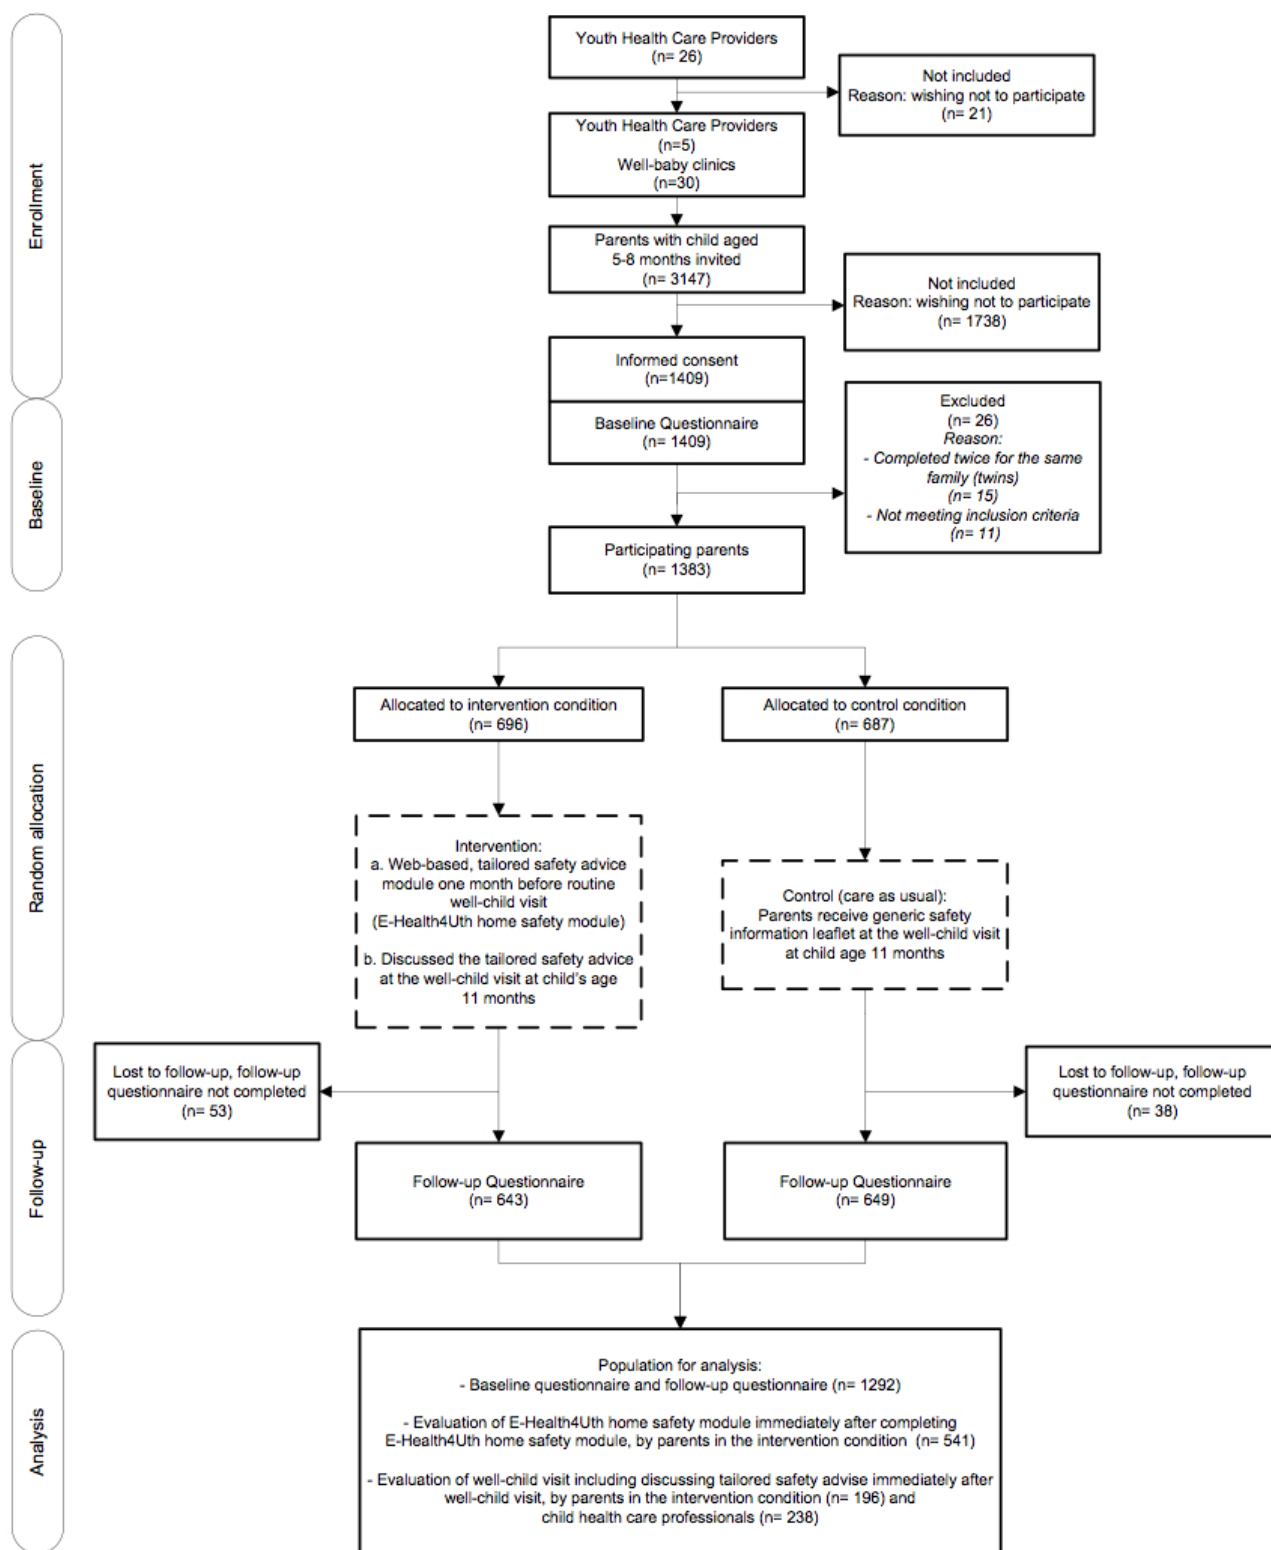 Enrollment
Youth Health Care Providers
(n= 26)
Not included
Reason: wishing not to participate
(n= 21)
Youth Health Care Providers
(n=5)
Well-baby clinics
(n=30)
Parents with child aged
5-8 months invited
(n= 3147)
Not included
Reason: wishing not to participate
(n= 1738)
Informed consent
(n=1409)
Baseline
Baseline Questionnaire
(n= 1409)
Excluded
(n= 26)
Reason:
- Completed twice for the same
family (twins)
(n= 15)
- Not meeting inclusion criteria
(n= 11)
Participating parents
(n= 1383)
Random allocation
Allocated to intervention condition
(n= 696)
Allocated to control condition
(n= 687)
Intervention:
a. Web-based, tailored safety advice
module one month before routine
well-child visit
(E-Health4Uth home safety module)
b. Discussed the tailored safety advice
at the well-child visit at child's age
11 months
Control (care as usual):
Parents receive generic safety
information leaflet at the well-child visit
at child age 11 months
Follow-up
Lost to follow-up, follow-up
questionnaire not completed
(n= 53)
Lost to follow-up, follow-up
questionnaire not completed
(n= 38)
Follow-up Questionnaire
(n= 643)
Follow-up Questionnaire
(n= 649)
Analysis
Population for analysis:
- Baseline questionnaire and follow-up questionnaire (n= 1292)
- Evaluation of E-Health4Uth home safety module immediately after completing
E-Health4Uth home safety module, by parents in the intervention condition (n= 541)
- Evaluation of well-child visit including discussing tailored safety advise immediately after
well-child visit, by parents in the intervention condition (n= 196) and
child health care professionals (n= 238)